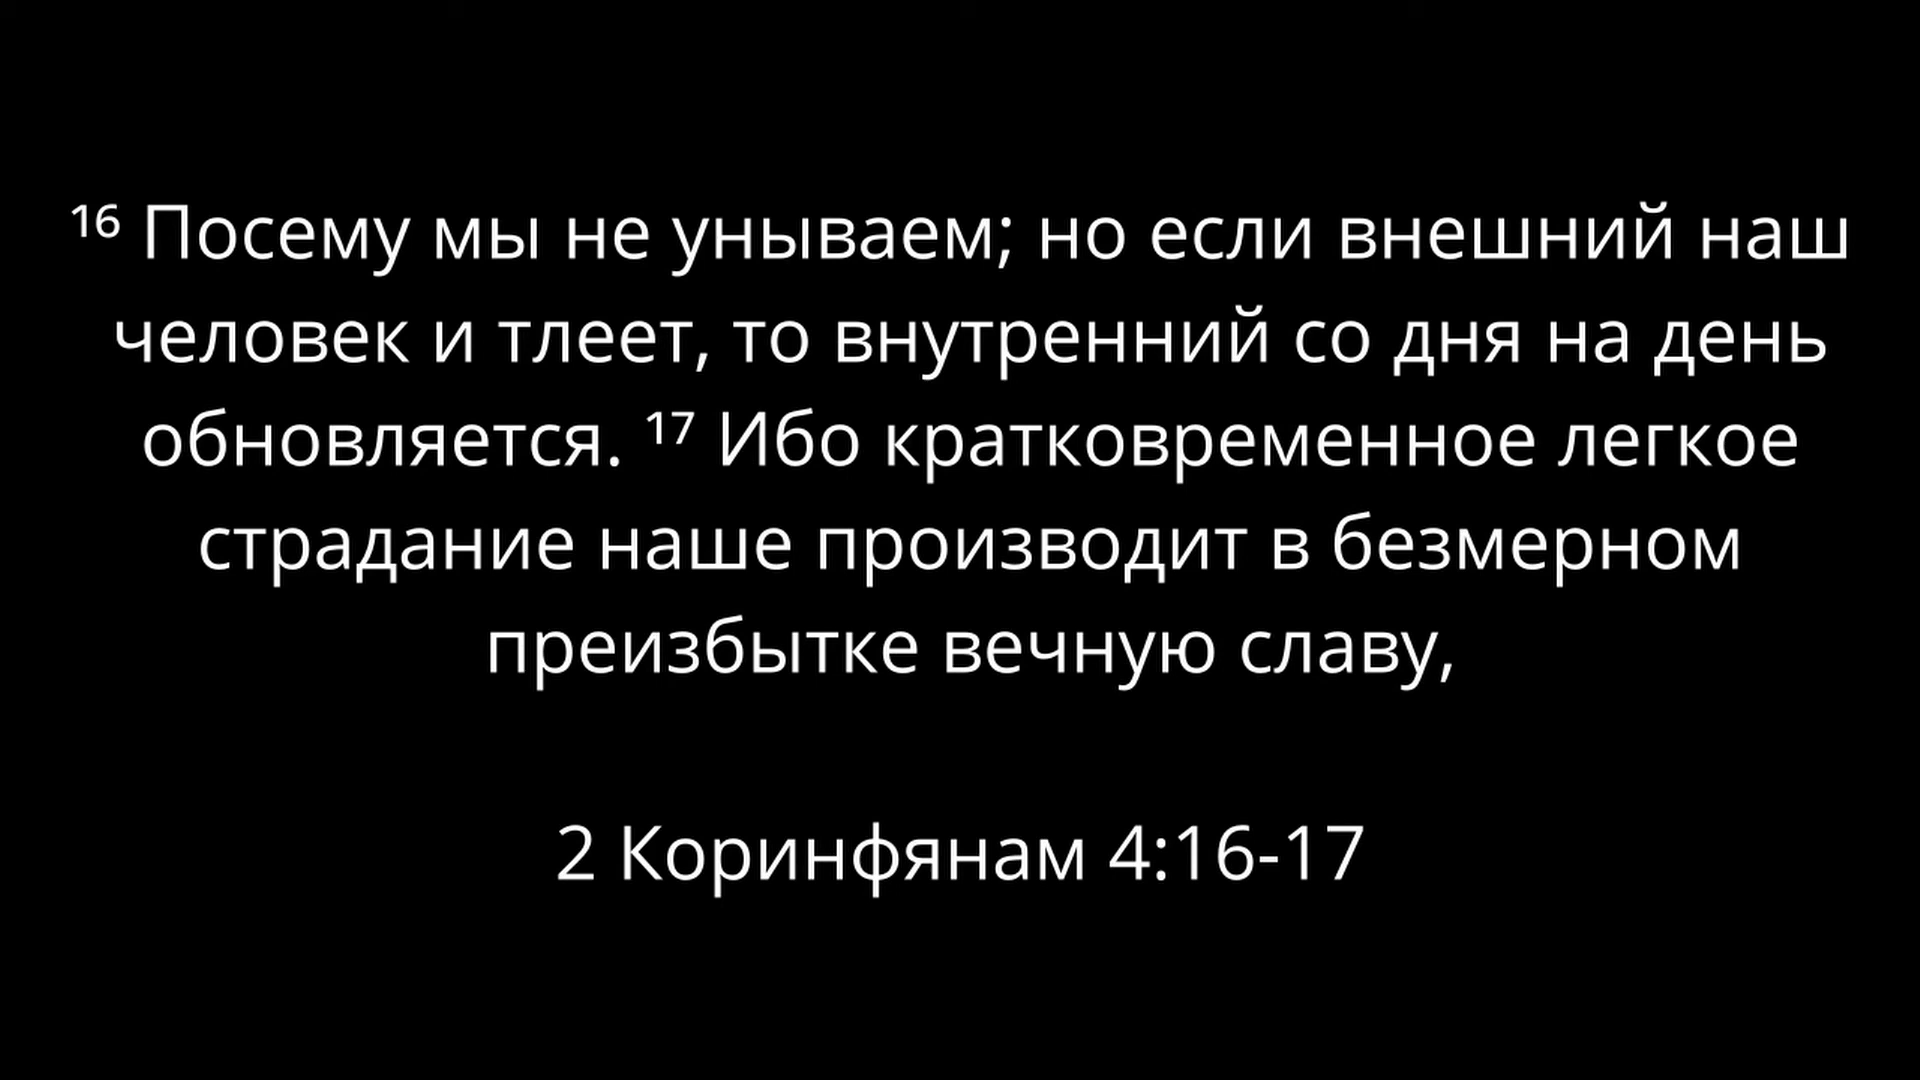 ¹⁶ Посему мы не унываем; но если внешний наш
человек и тлеет, то внутренний со дня на день
обновляется. ¹⁷ Ибо кратковременное легкое
страдание наше производит в безмерном
преизбытке вечную славу,
2 Коринфянам 4:16-17